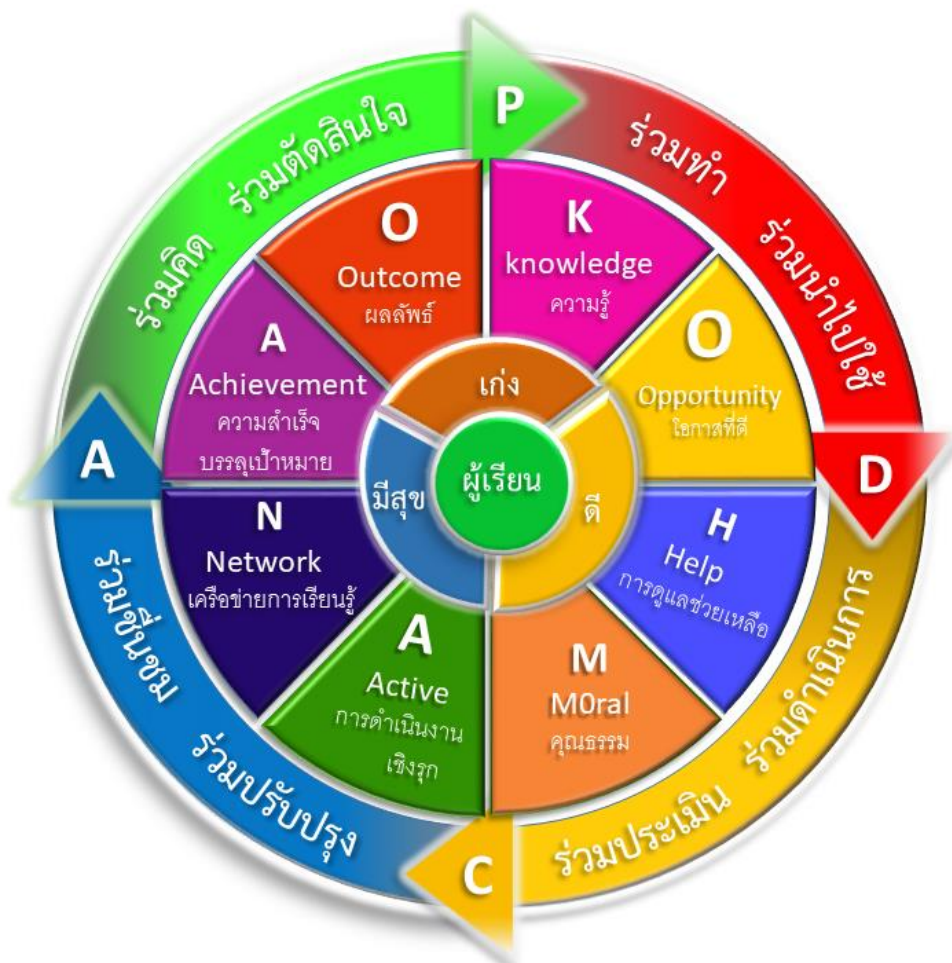 P
ร่วมทำ
ร่วมนำไปใช้
D
ร่วมดำเนินการ
ร่วมประเมิน
C
ร่วมปรับปรุง
ร่วมชื่นชม
A
ร่วมคิด
ร่วมตัดสินใจ
K
knowledge
ความรู้
O
Opportunity
โอกาสที่ดี
H
Help
การดูแลช่วยเหลือ
M
M0ral
คุณธรรม
A
Active
การดำเนินงาน
เชิงรุก
N
Network
เครือข่ายการเรียนรู้
A
Achievement
ความสำเร็จ
บรรลุเป้าหมาย
O
Outcome
ผลลัพธ์
เก่ง
ดี
มีสุข
ผู้เรียน